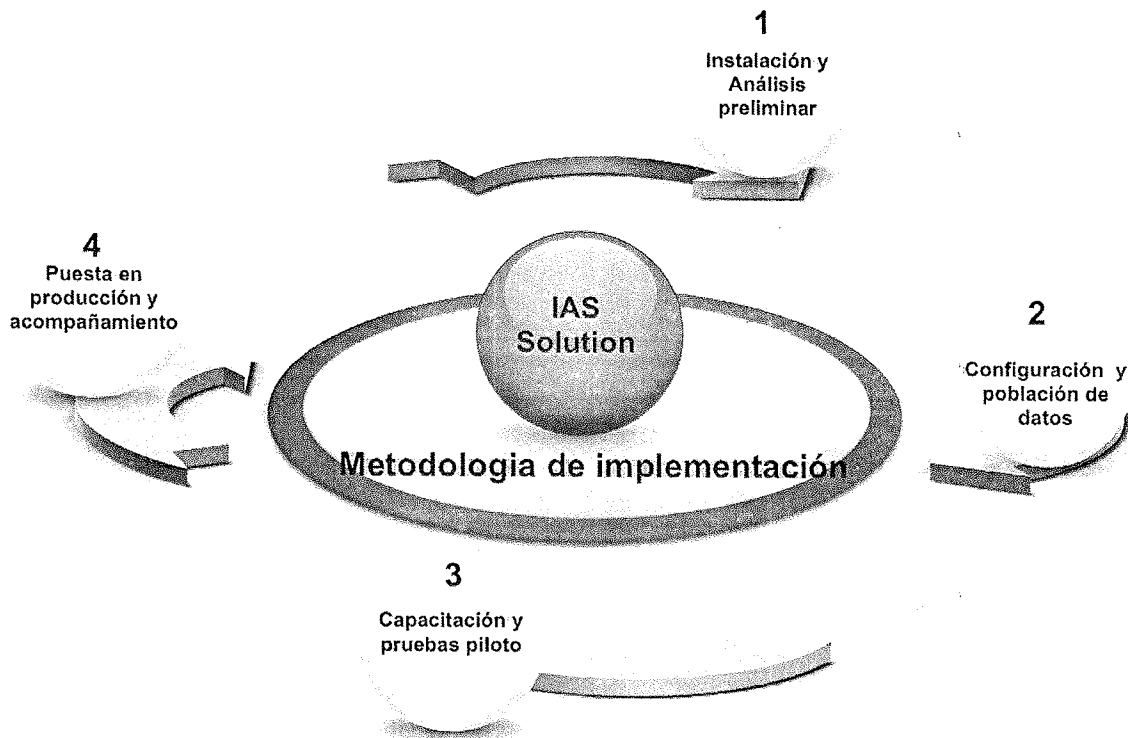 1
Instalación y
Análisis
preliminar
4
Puesta en
producción y
acompañamiento
IAS
Solution
2
Configuración y
población de
datos
Metodologia de implementación
3
Capacitación y
pruebas piloto